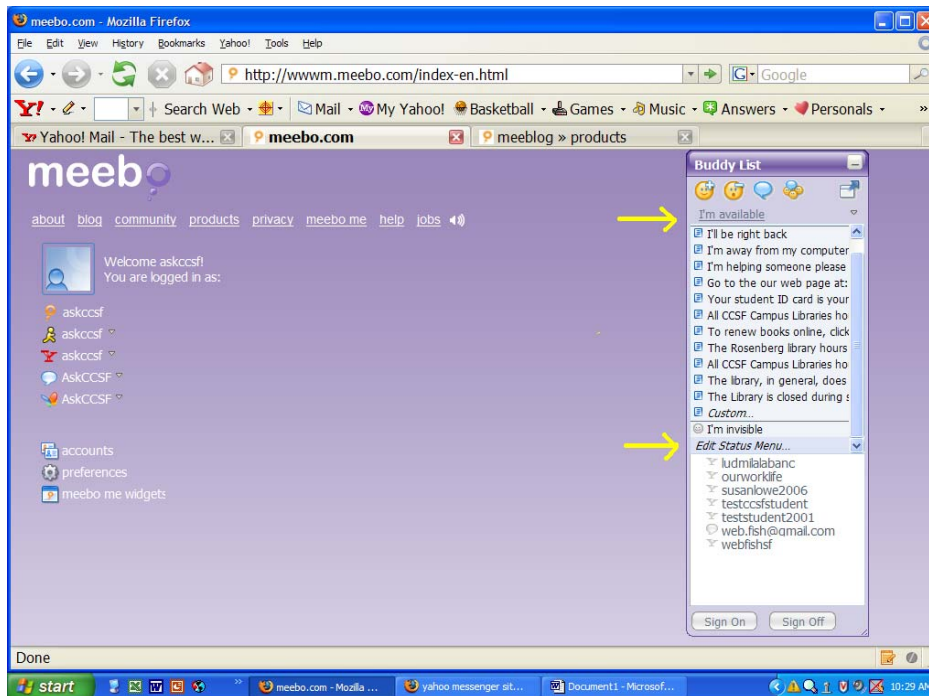 meebo.com - Mozilla Firefox
File Edit View History Bookmarks Yahoo! Tools Help
http://wwwm.meebo.com/index-en.html
G Google
Y! Search Web Mail My Yahoo! Basketball Games Music Answers Personals »
Yahoo! Mail - The best w... meebo.com meeblog » products
meebo
about blog community products privacy meebo me help jobs
Welcome askccsf!
You are logged in as:
askccsf
askccsf
askccsf
AskCCSF
AskCCSF
accounts
preferences
meebo me widgets
Buddy List
I'm available
I'll be right back
I'm away from my computer
I'm helping someone please
Go to the our web page at:
Your student ID card is your
All CCSF Campus Libraries ho
To renew books online, click
The Rosenberg library hours
All CCSF Campus Libraries ho
The library, in general, does
The Library is closed during s
Custom...
I'm invisible
Edit Status Menu...
ludmilalabanc
ourworklife
susanlowe2006
testccsfstudent
teststudent2001
web.fish@gmail.com
webfishsf
Sign On Sign Off
Done
start » meebo.com - Mozilla ... yahoo messenger sit... Document1 - Microsof... 10:29 AM